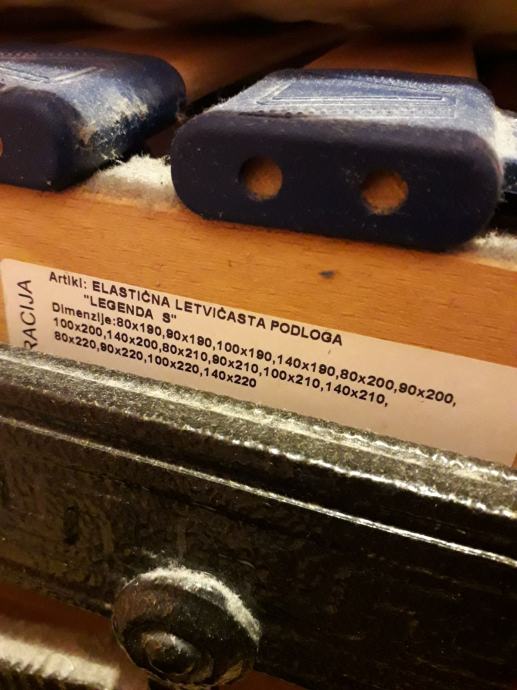 RACIJA
Artikl: ELASTIČNA LETVIČASTA PODLOGA
"LEGENDA S"
Dimenzije:80x190,90x190,100x190,140x190,80x200,90x200,
100x200,140x200,80x210,90x210,100x210,140x210,
80x220,90x220,100x220,140x220